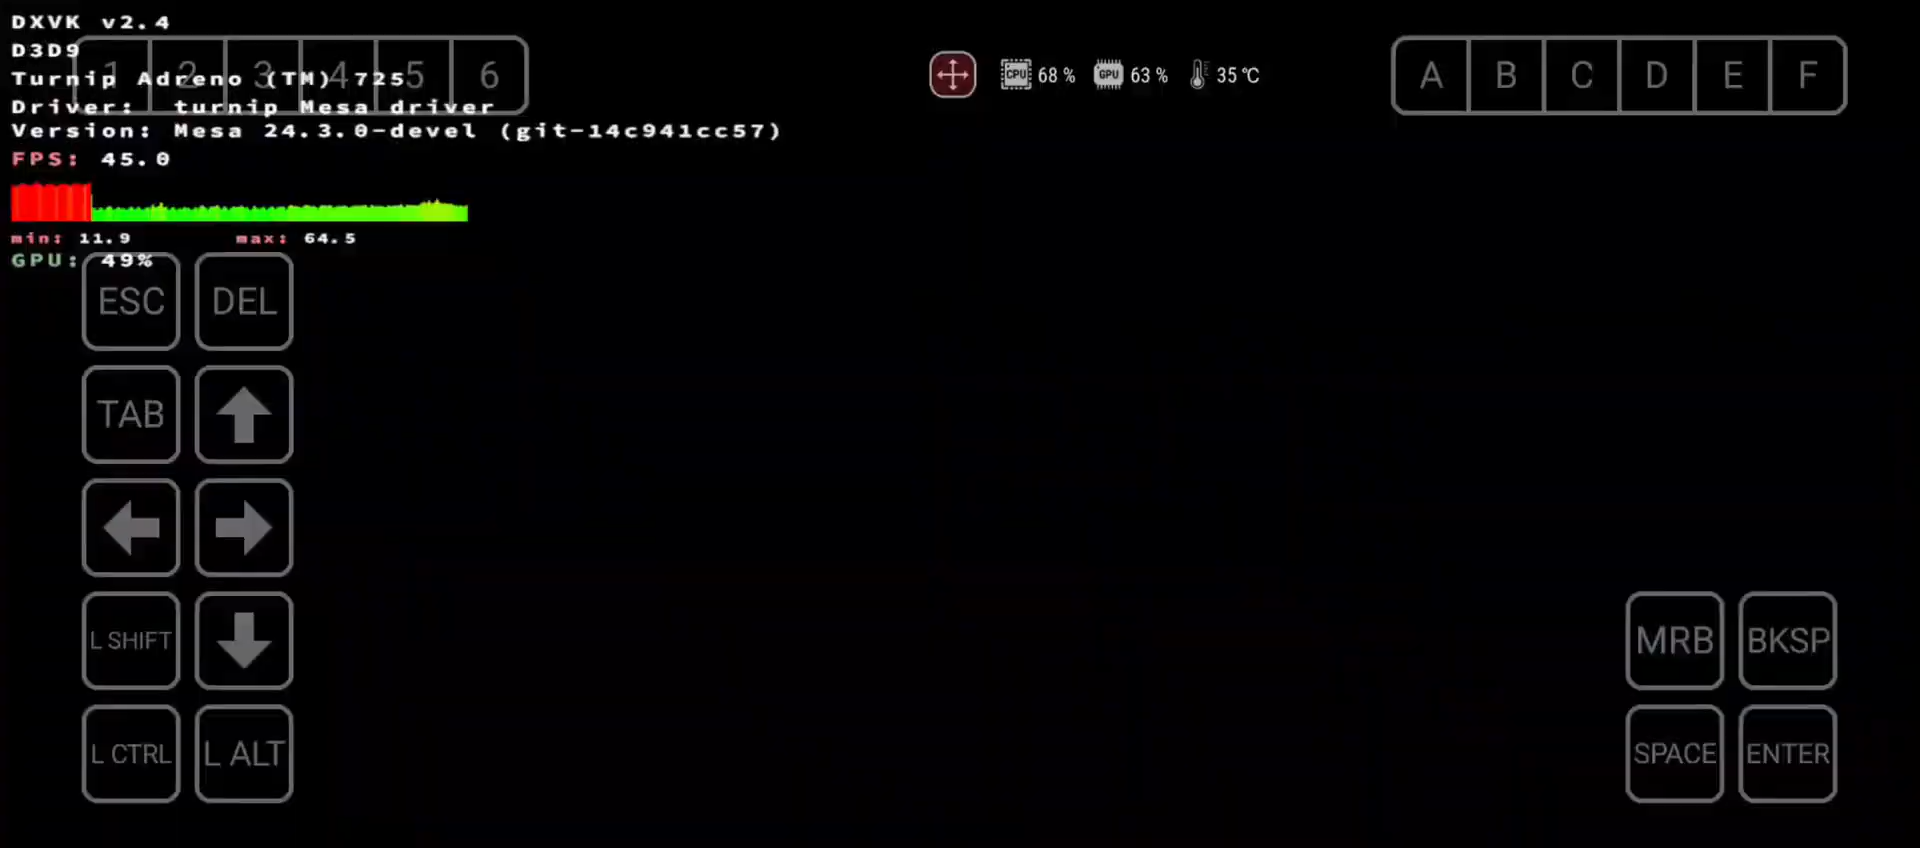 DXVK v2.4
D3D9
1 2 3 4 5 6
Turnip Adreno (TM) 725
Driver: turnip Mesa driver
Version: Mesa 24.3.0-devel (git-14c941cc57)
FPS: 45.0
min: 11.9 max: 64.5
GPU: 49%
CPU 68 % GPU 63 % 35 °C
A B C D E F
ESC DEL
TAB
L SHIFT
L CTRL L ALT
MRB BKSP
SPACE ENTER